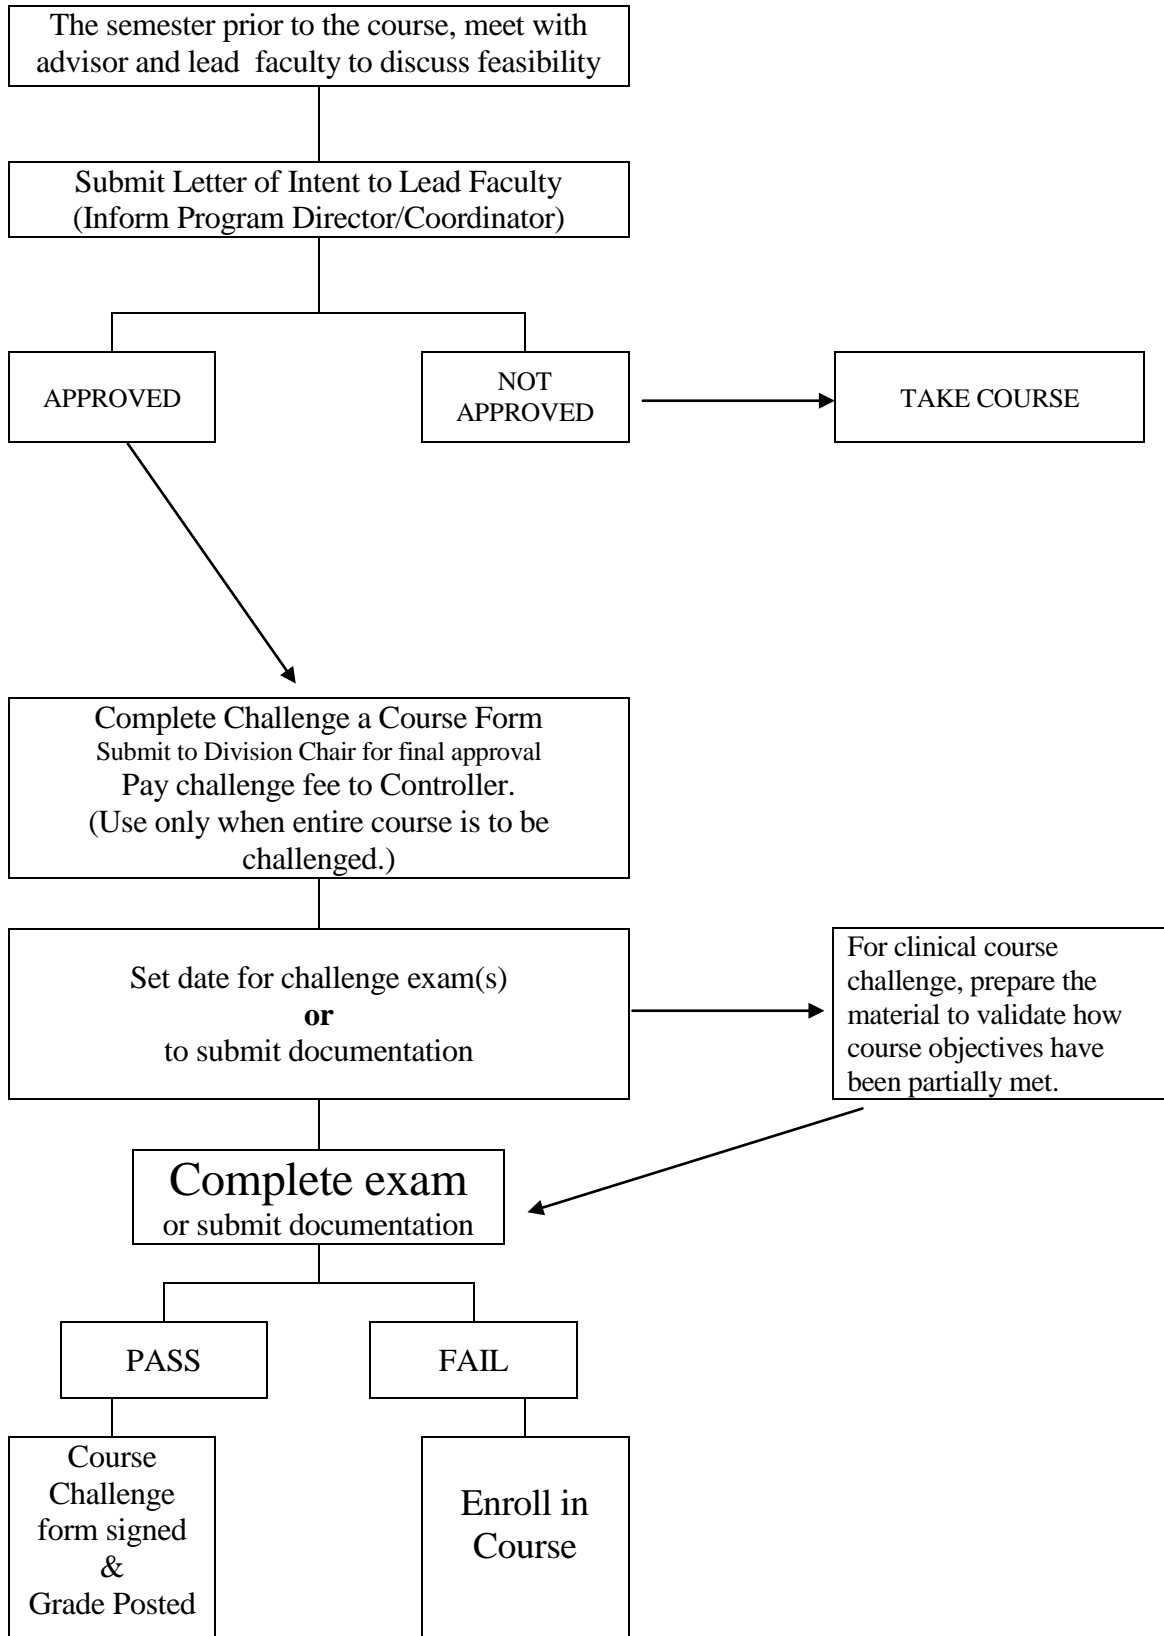 The semester prior to the course, meet with
advisor and lead faculty to discuss feasibility
Submit Letter of Intent to Lead Faculty
(Inform Program Director/Coordinator)
APPROVED
NOT
APPROVED
TAKE COURSE
Complete Challenge a Course Form
Submit to Division Chair for final approval
Pay challenge fee to Controller.
(Use only when entire course is to be
challenged.)
Set date for challenge exam(s)
or
to submit documentation
For clinical course
challenge, prepare the
material to validate how
course objectives have
been partially met.
Complete exam
or submit documentation
PASS
FAIL
Course
Challenge
form signed
&
Grade Posted
Enroll in
Course